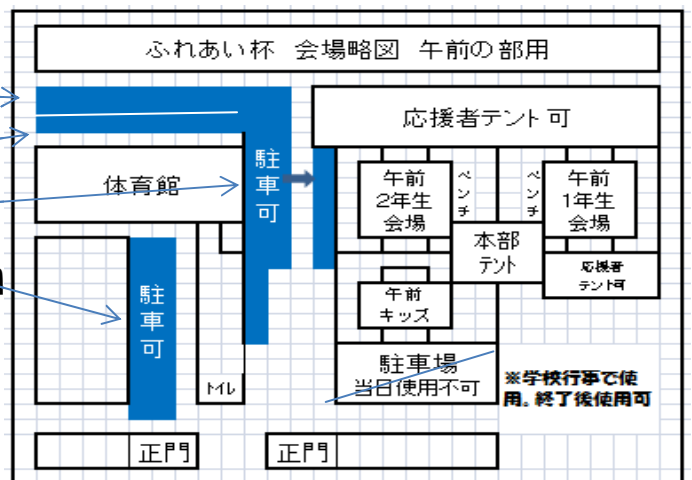 ふれあい杯 会場略図 午前の部用
応援者テント可
体育館
駐車可
午前
2年生
会場
ベンチ
ベンチ
午前
1年生
会場
本部
テント
応援者
テント可
駐車可
午前
キッズ
トイレ
駐車場
当日使用不可
※学校行事で使
用。終了後使用可
正門
正門